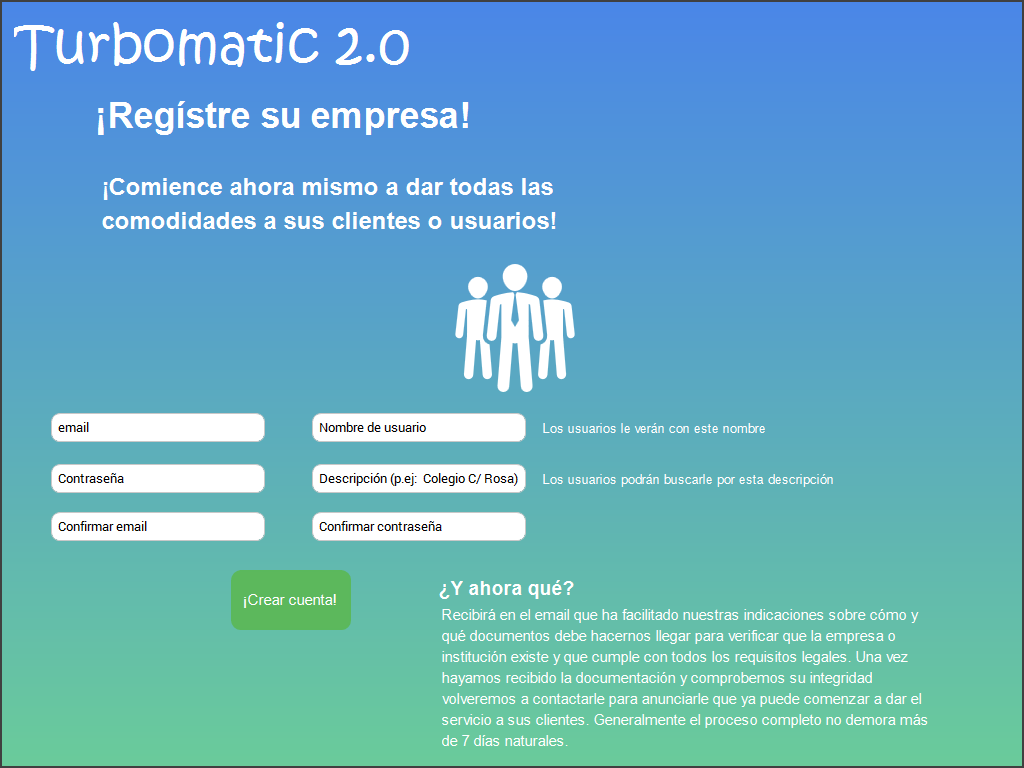 Turbomatic 2.0
¡Regístre su empresa!
¡Comience ahora mismo a dar todas las
comodidades a sus clientes o usuarios!
email
Nombre de usuario
Los usuarios le verán con este nombre
Contraseña
Descripción (p.ej: Colegio C/ Rosa)
Los usuarios podrán buscarle por esta descripción
Confirmar email
Confirmar contraseña
¡Crear cuenta!
¿Y ahora qué?
Recibirá en el email que ha facilitado nuestras indicaciones sobre cómo y
qué documentos debe hacernos llegar para verificar que la empresa o
institución existe y que cumple con todos los requisitos legales. Una vez
hayamos recibido la documentación y comprobemos su integridad
volveremos a contactarle para anunciarle que ya puede comenzar a dar el
servicio a sus clientes. Generalmente el proceso completo no demora más
de 7 días naturales.